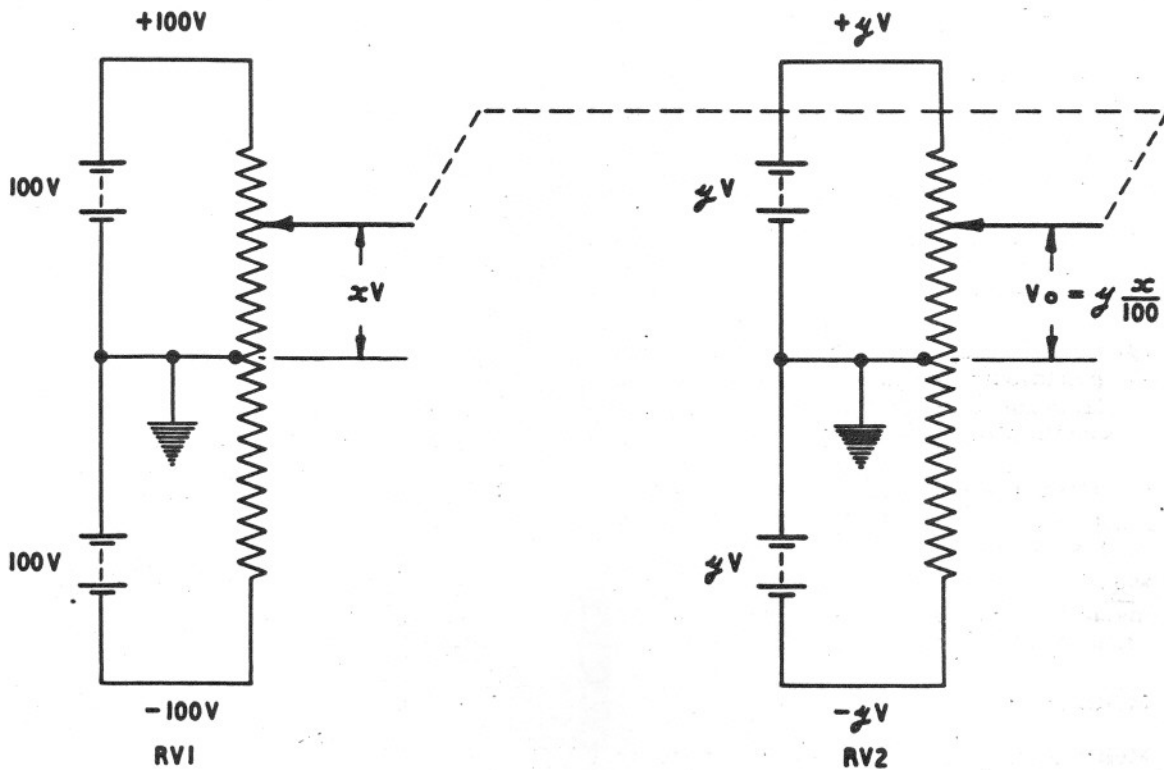 +100V
100V
xV
100V
-100V
RV1
+yV
yV
Vo = y x/100
yV
-yV
RV2